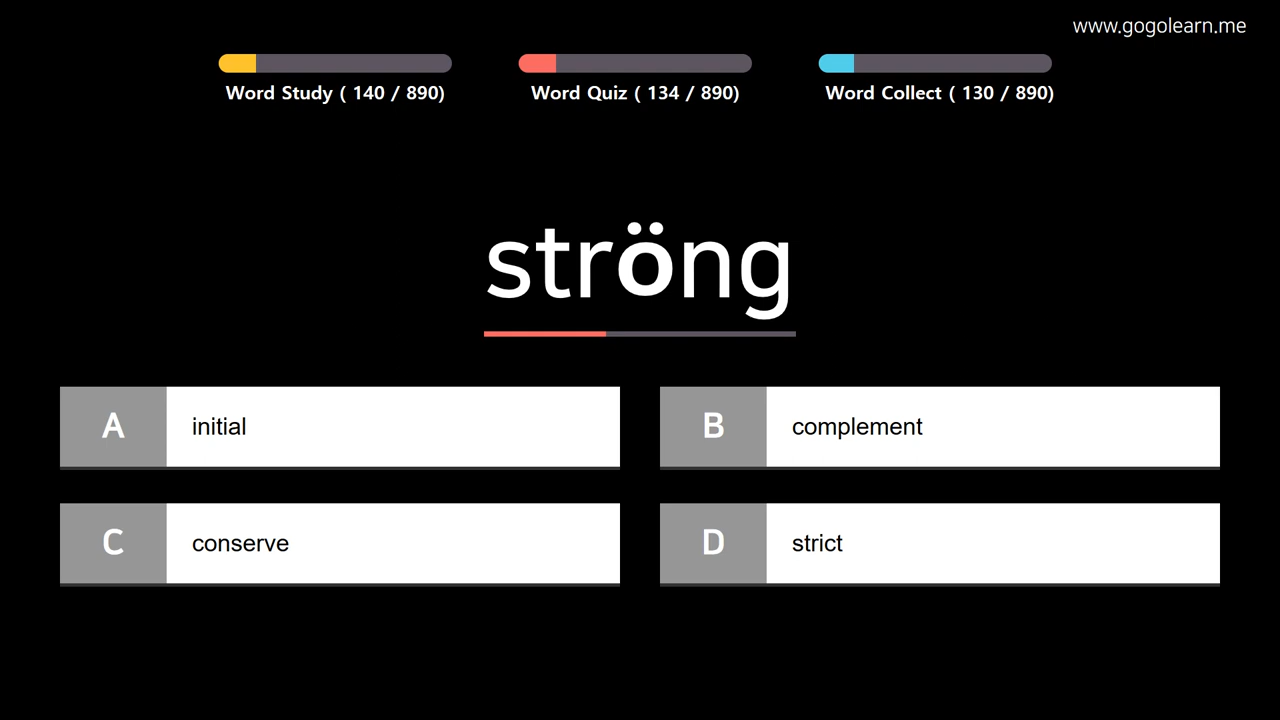 www.gogolearn.me
Word Study ( 140 / 890)
Word Quiz ( 134 / 890)
Word Collect ( 130 / 890)
ströng
A initial
B complement
C conserve
D strict